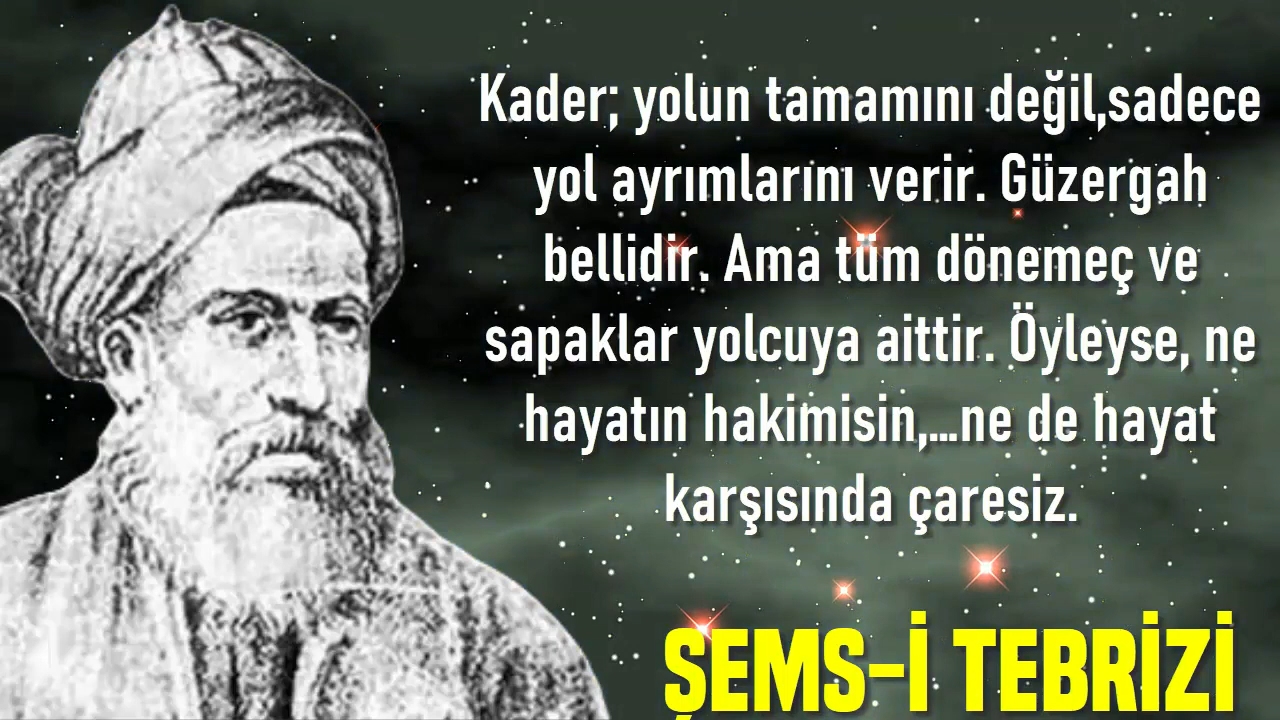 Kader; yolun tamamını değil,sadece
yol ayrımlarını verir. Güzergah
bellidir. Ama tüm dönemeç ve
sapaklar yolcuya aittir. Öyleyse, ne
hayatın hakimisin,...ne de hayat
karşısında çaresiz.
ŞEMS-İ TEBRİZİ